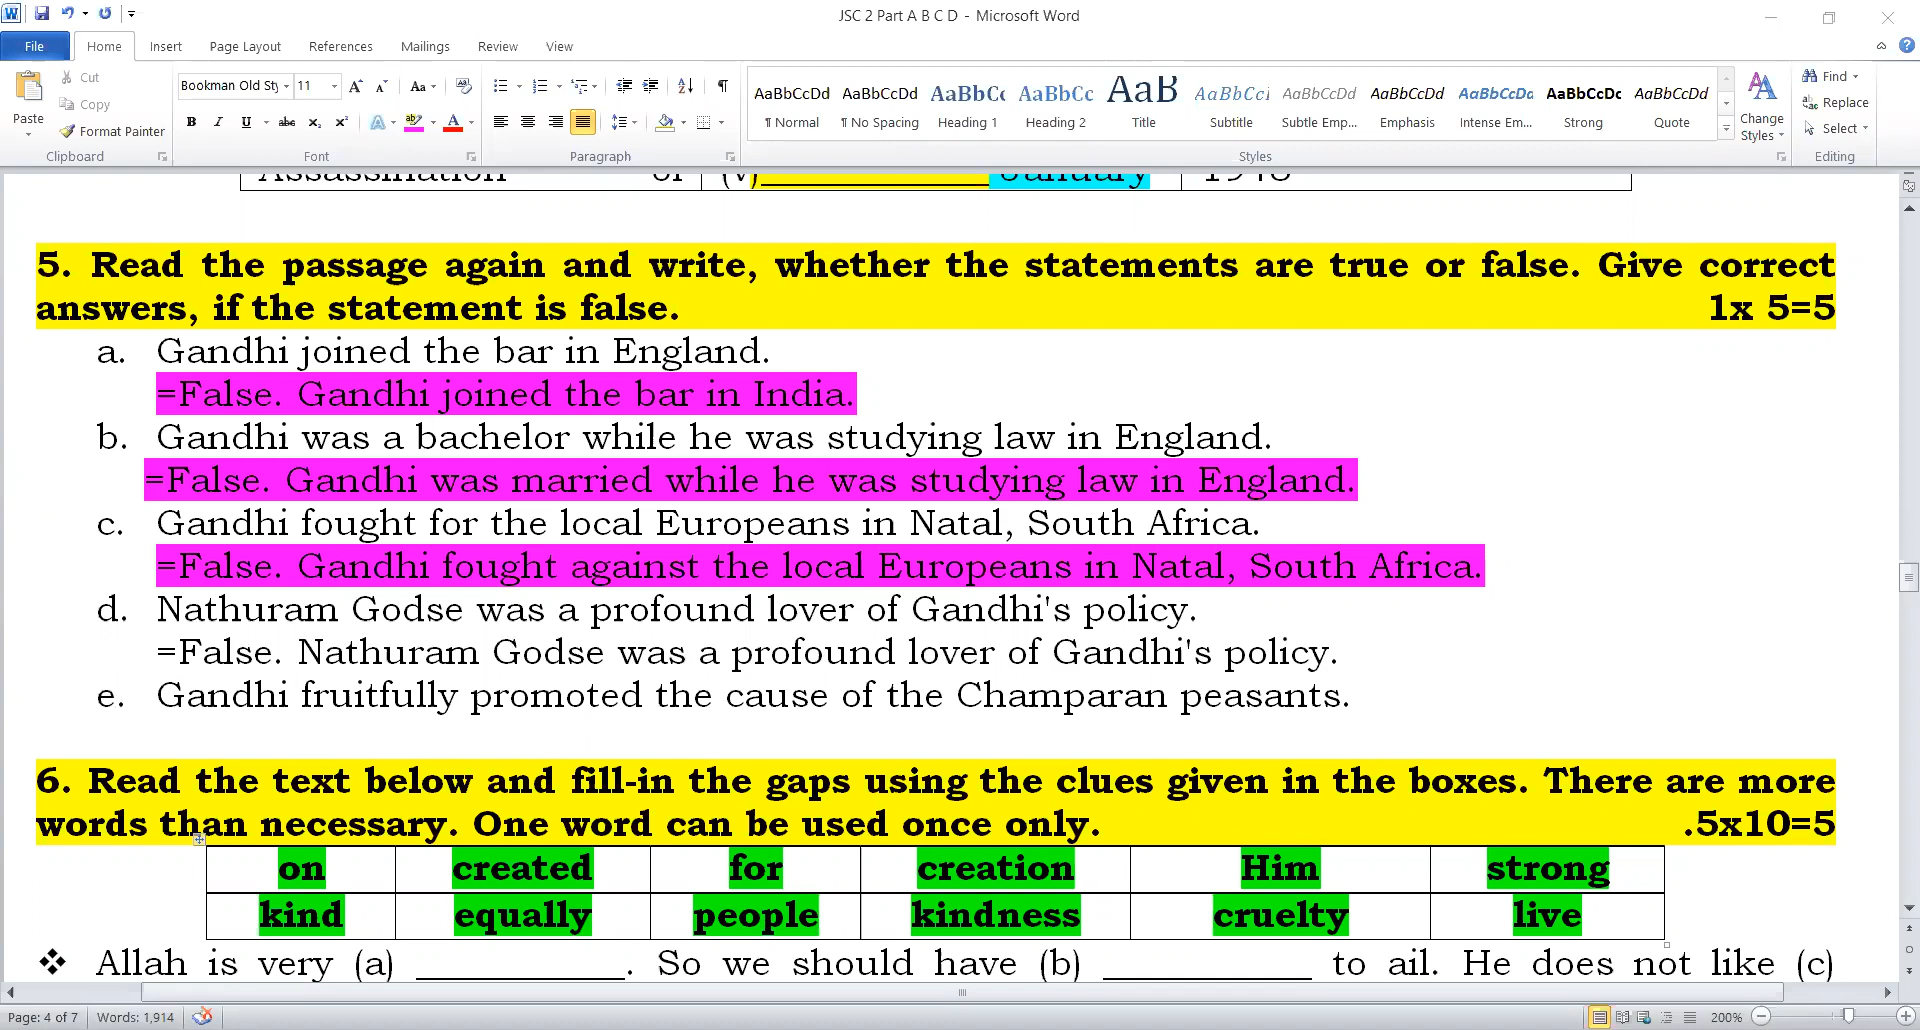 JSC 2 Part A B C D - Microsoft Word
File Home Insert Page Layout References Mailings Review View
Paste Cut Copy Format Painter
Bookman Old Sty 11
AaBbCcDd AaBbCcDd AaBbCc AaBbCc AaB AaBbCcI AaBbCcDd AaBbCcDd AaBbCcDd AaBbCcDc AaBbCcDd
¶ Normal ¶ No Spacing Heading 1 Heading 2 Title Subtitle Subtle Emp... Emphasis Intense Em... Strong Quote
Change Styles
Find Replace Select
Clipboard Font Paragraph Styles Editing
Assassination of (v)____________ January 1948
5. Read the passage again and write, whether the statements are true or false. Give correct
answers, if the statement is false. 1x 5=5
a. Gandhi joined the bar in England.
=False. Gandhi joined the bar in India.
b. Gandhi was a bachelor while he was studying law in England.
=False. Gandhi was married while he was studying law in England.
c. Gandhi fought for the local Europeans in Natal, South Africa.
=False. Gandhi fought against the local Europeans in Natal, South Africa.
d. Nathuram Godse was a profound lover of Gandhi's policy.
=False. Nathuram Godse was a profound lover of Gandhi's policy.
e. Gandhi fruitfully promoted the cause of the Champaran peasants.
6. Read the text below and fill-in the gaps using the clues given in the boxes. There are more
words than necessary. One word can be used once only. .5x10=5
on created for creation Him strong
kind equally people kindness cruelty live
❖ Allah is very (a) ___________. So we should have (b) ___________ to ail. He does not like (c)
Page: 4 of 7 Words: 1,914 200%